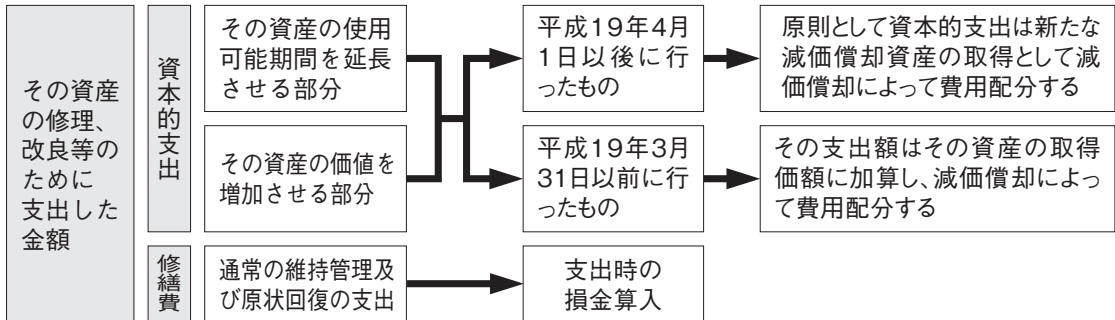 その資産
の修理、
改良等の
ために
支出した
金額
資本的支出
その資産の使用
可能期間を延長
させる部分
その資産の価値を
増加させる部分
平成19年4月
1日以後に行
ったもの
平成19年3月
31日以前に行
ったもの
原則として資本的支出は新たな
減価償却資産の取得として減
価償却によって費用配分する
その支出額はその資産の取得
価額に加算し、減価償却によっ
て費用配分する
修繕費
通常の維持管理及
び原状回復の支出
支出時の
損金算入